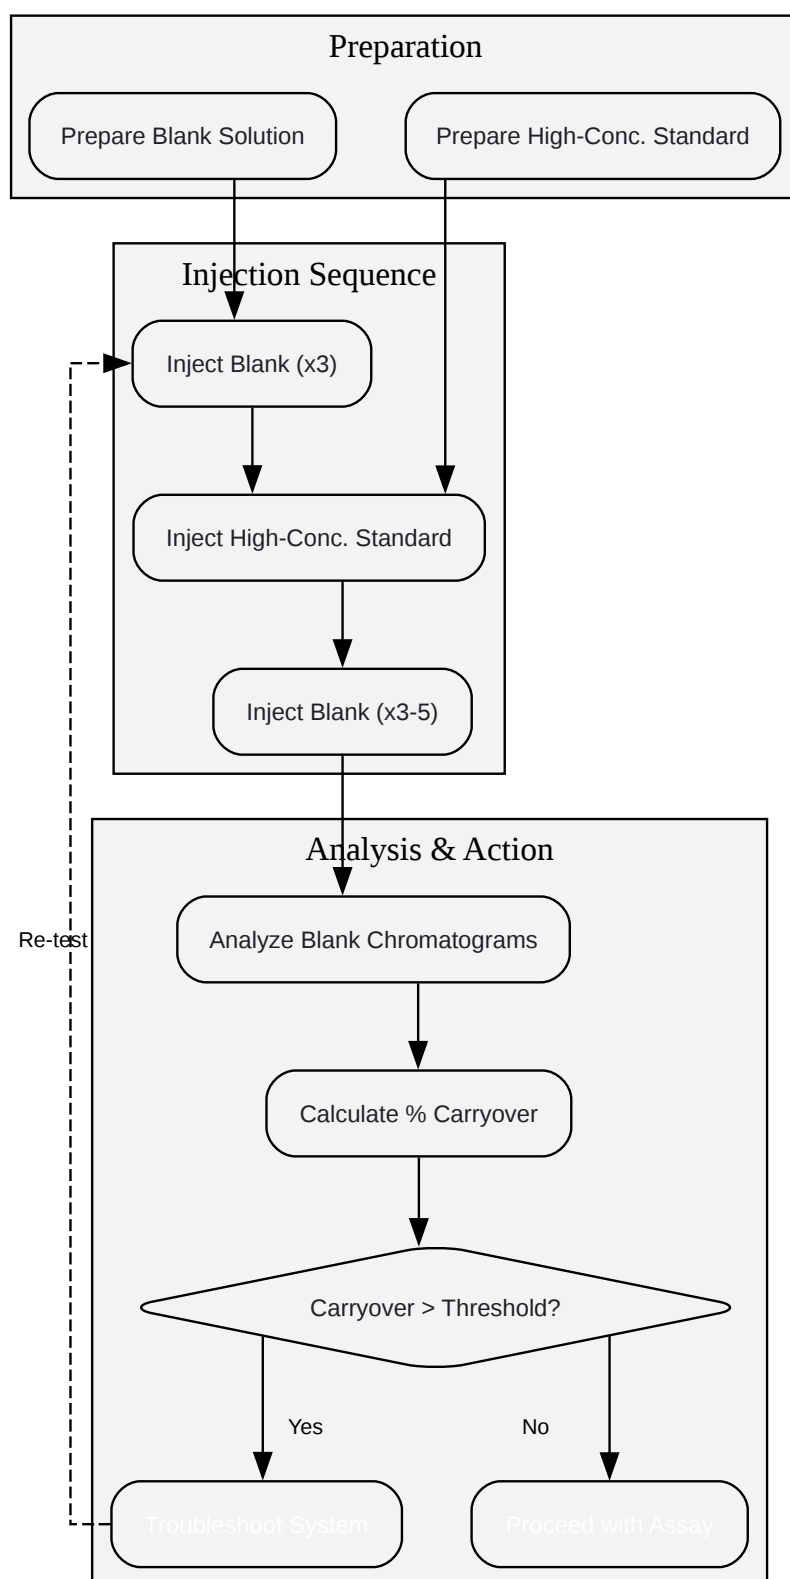 Preparation
Prepare Blank Solution
Prepare High-Conc. Standard
Injection Sequence
Inject Blank (x3)
Inject High-Conc. Standard
Inject Blank (x3-5)
Analysis & Action
Analyze Blank Chromatograms
Re-test
Calculate % Carryover
Carryover > Threshold?
Yes
No
Troubleshoot System
Proceed with Assay